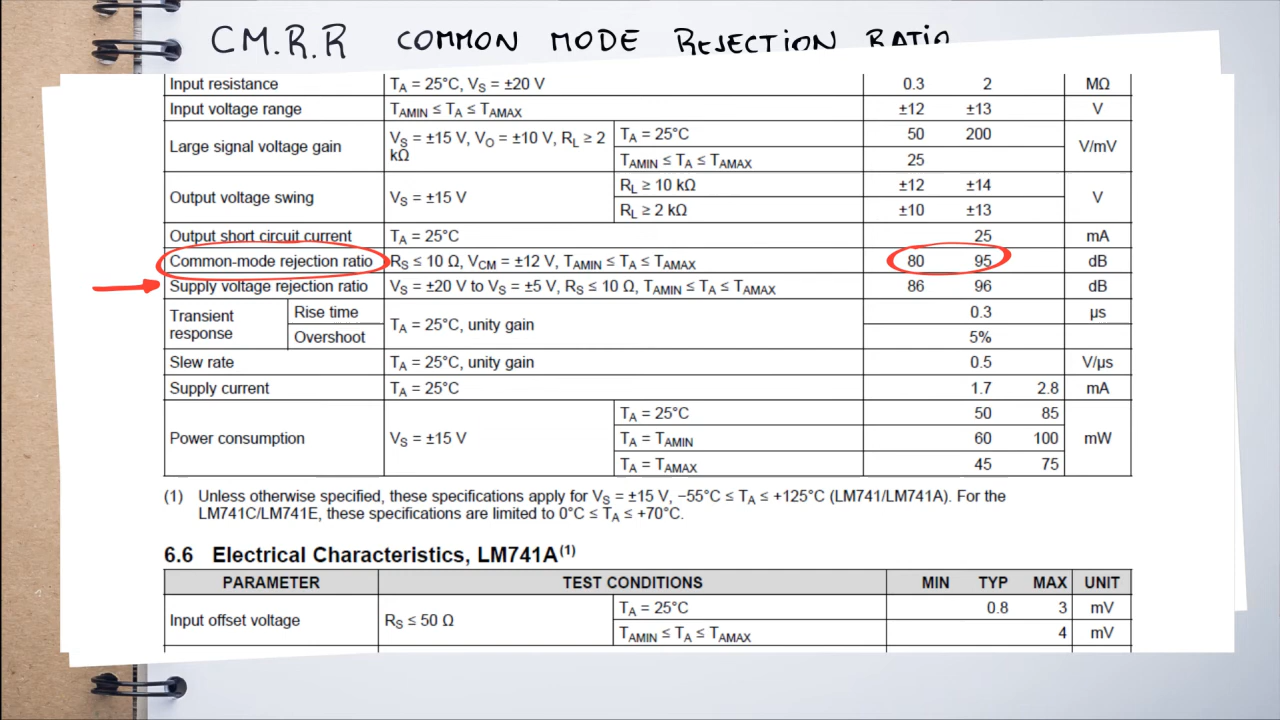 CM.R.R COMMON MODE REJECTION RATIO
Input resistance TA = 25°C, VS = ±20 V 0.3 2 MΩ
Input voltage range TAMIN ≤ TA ≤ TAMAX ±12 ±13 V
Large signal voltage gain VS = ±15 V, VO = ±10 V, RL ≥ 2 kΩ TA = 25°C 50 200 V/mV
TAMIN ≤ TA ≤ TAMAX 25
Output voltage swing VS = ±15 V RL ≥ 10 kΩ ±12 ±14 V
RL ≥ 2 kΩ ±10 ±13
Output short circuit current TA = 25°C 25 mA
Common-mode rejection ratio RS ≤ 10 Ω, VCM = ±12 V, TAMIN ≤ TA ≤ TAMAX 80 95 dB
Supply voltage rejection ratio VS = ±20 V to VS = ±5 V, RS ≤ 10 Ω, TAMIN ≤ TA ≤ TAMAX 86 96 dB
Transient response Rise time TA = 25°C, unity gain 0.3 μs
Overshoot 5%
Slew rate TA = 25°C, unity gain 0.5 V/μs
Supply current TA = 25°C 1.7 2.8 mA
Power consumption VS = ±15 V TA = 25°C 50 85 mW
TA = TAMIN 60 100
TA = TAMAX 45 75
(1) Unless otherwise specified, these specifications apply for VS = ±15 V, −55°C ≤ TA ≤ +125°C (LM741/LM741A). For the
LM741C/LM741E, these specifications are limited to 0°C ≤ TA ≤ +70°C.
6.6 Electrical Characteristics, LM741A(1)
PARAMETER TEST CONDITIONS MIN TYP MAX UNIT
Input offset voltage RS ≤ 50 Ω TA = 25°C 0.8 3 mV
TAMIN ≤ TA ≤ TAMAX 4 mV